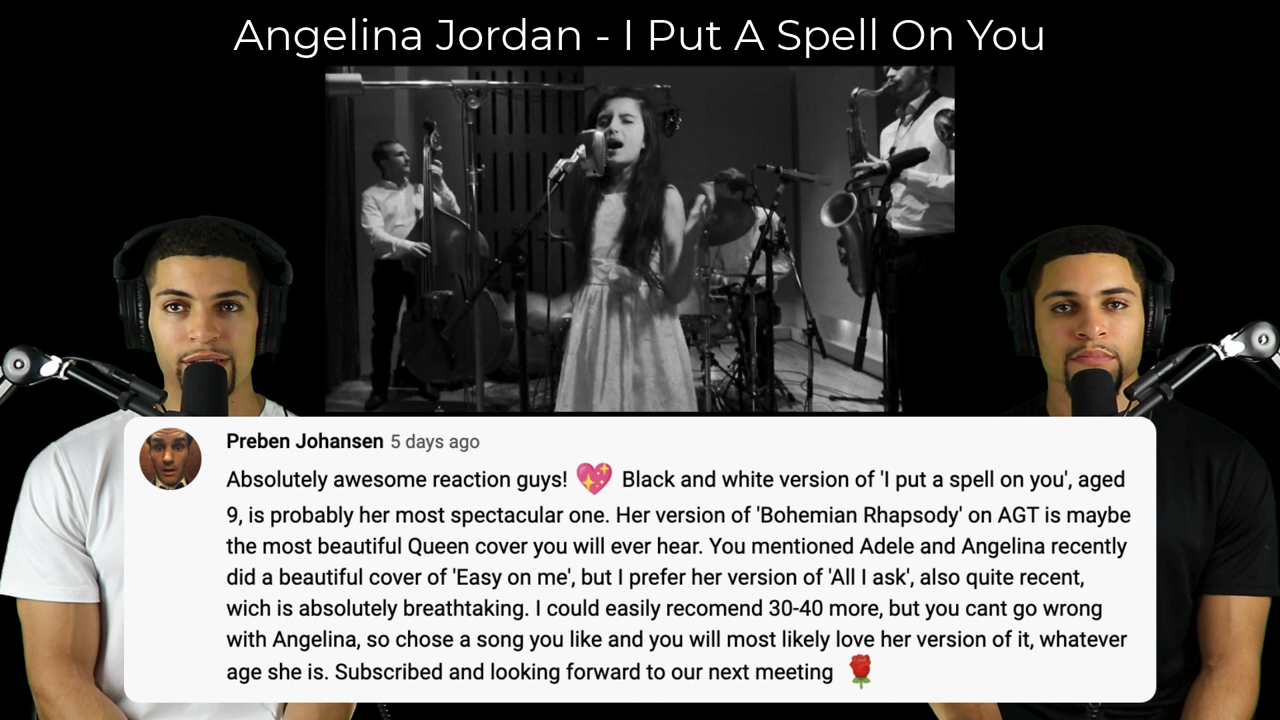 Angelina Jordan - I Put A Spell On You
Preben Johansen 5 days ago
Absolutely awesome reaction guys! 💖 Black and white version of 'I put a spell on you', aged
9, is probably her most spectacular one. Her version of 'Bohemian Rhapsody' on AGT is maybe
the most beautiful Queen cover you will ever hear. You mentioned Adele and Angelina recently
did a beautiful cover of 'Easy on me', but I prefer her version of 'All I ask', also quite recent,
wich is absolutely breathtaking. I could easily recomend 30-40 more, but you cant go wrong
with Angelina, so chose a song you like and you will most likely love her version of it, whatever
age she is. Subscribed and looking forward to our next meeting 🌹